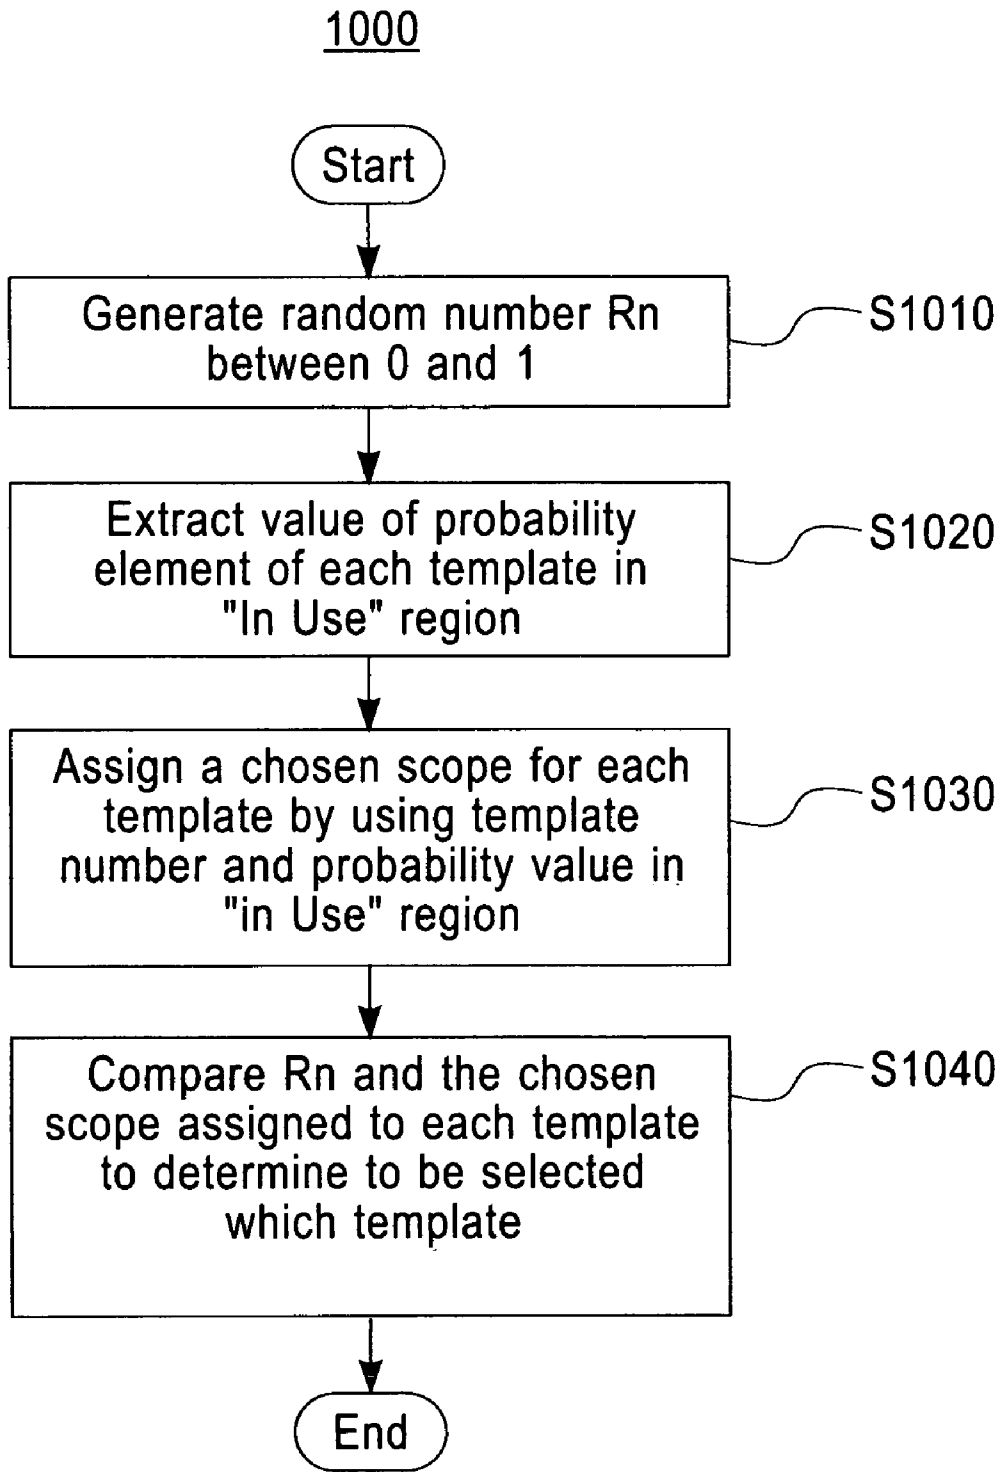 1000
Start
Generate random number Rn
between 0 and 1
S1010
Extract value of probability
element of each template in
"In Use" region
S1020
Assign a chosen scope for each
template by using template
number and probability value in
"in Use" region
S1030
Compare Rn and the chosen
scope assigned to each template
to determine to be selected
which template
S1040
End